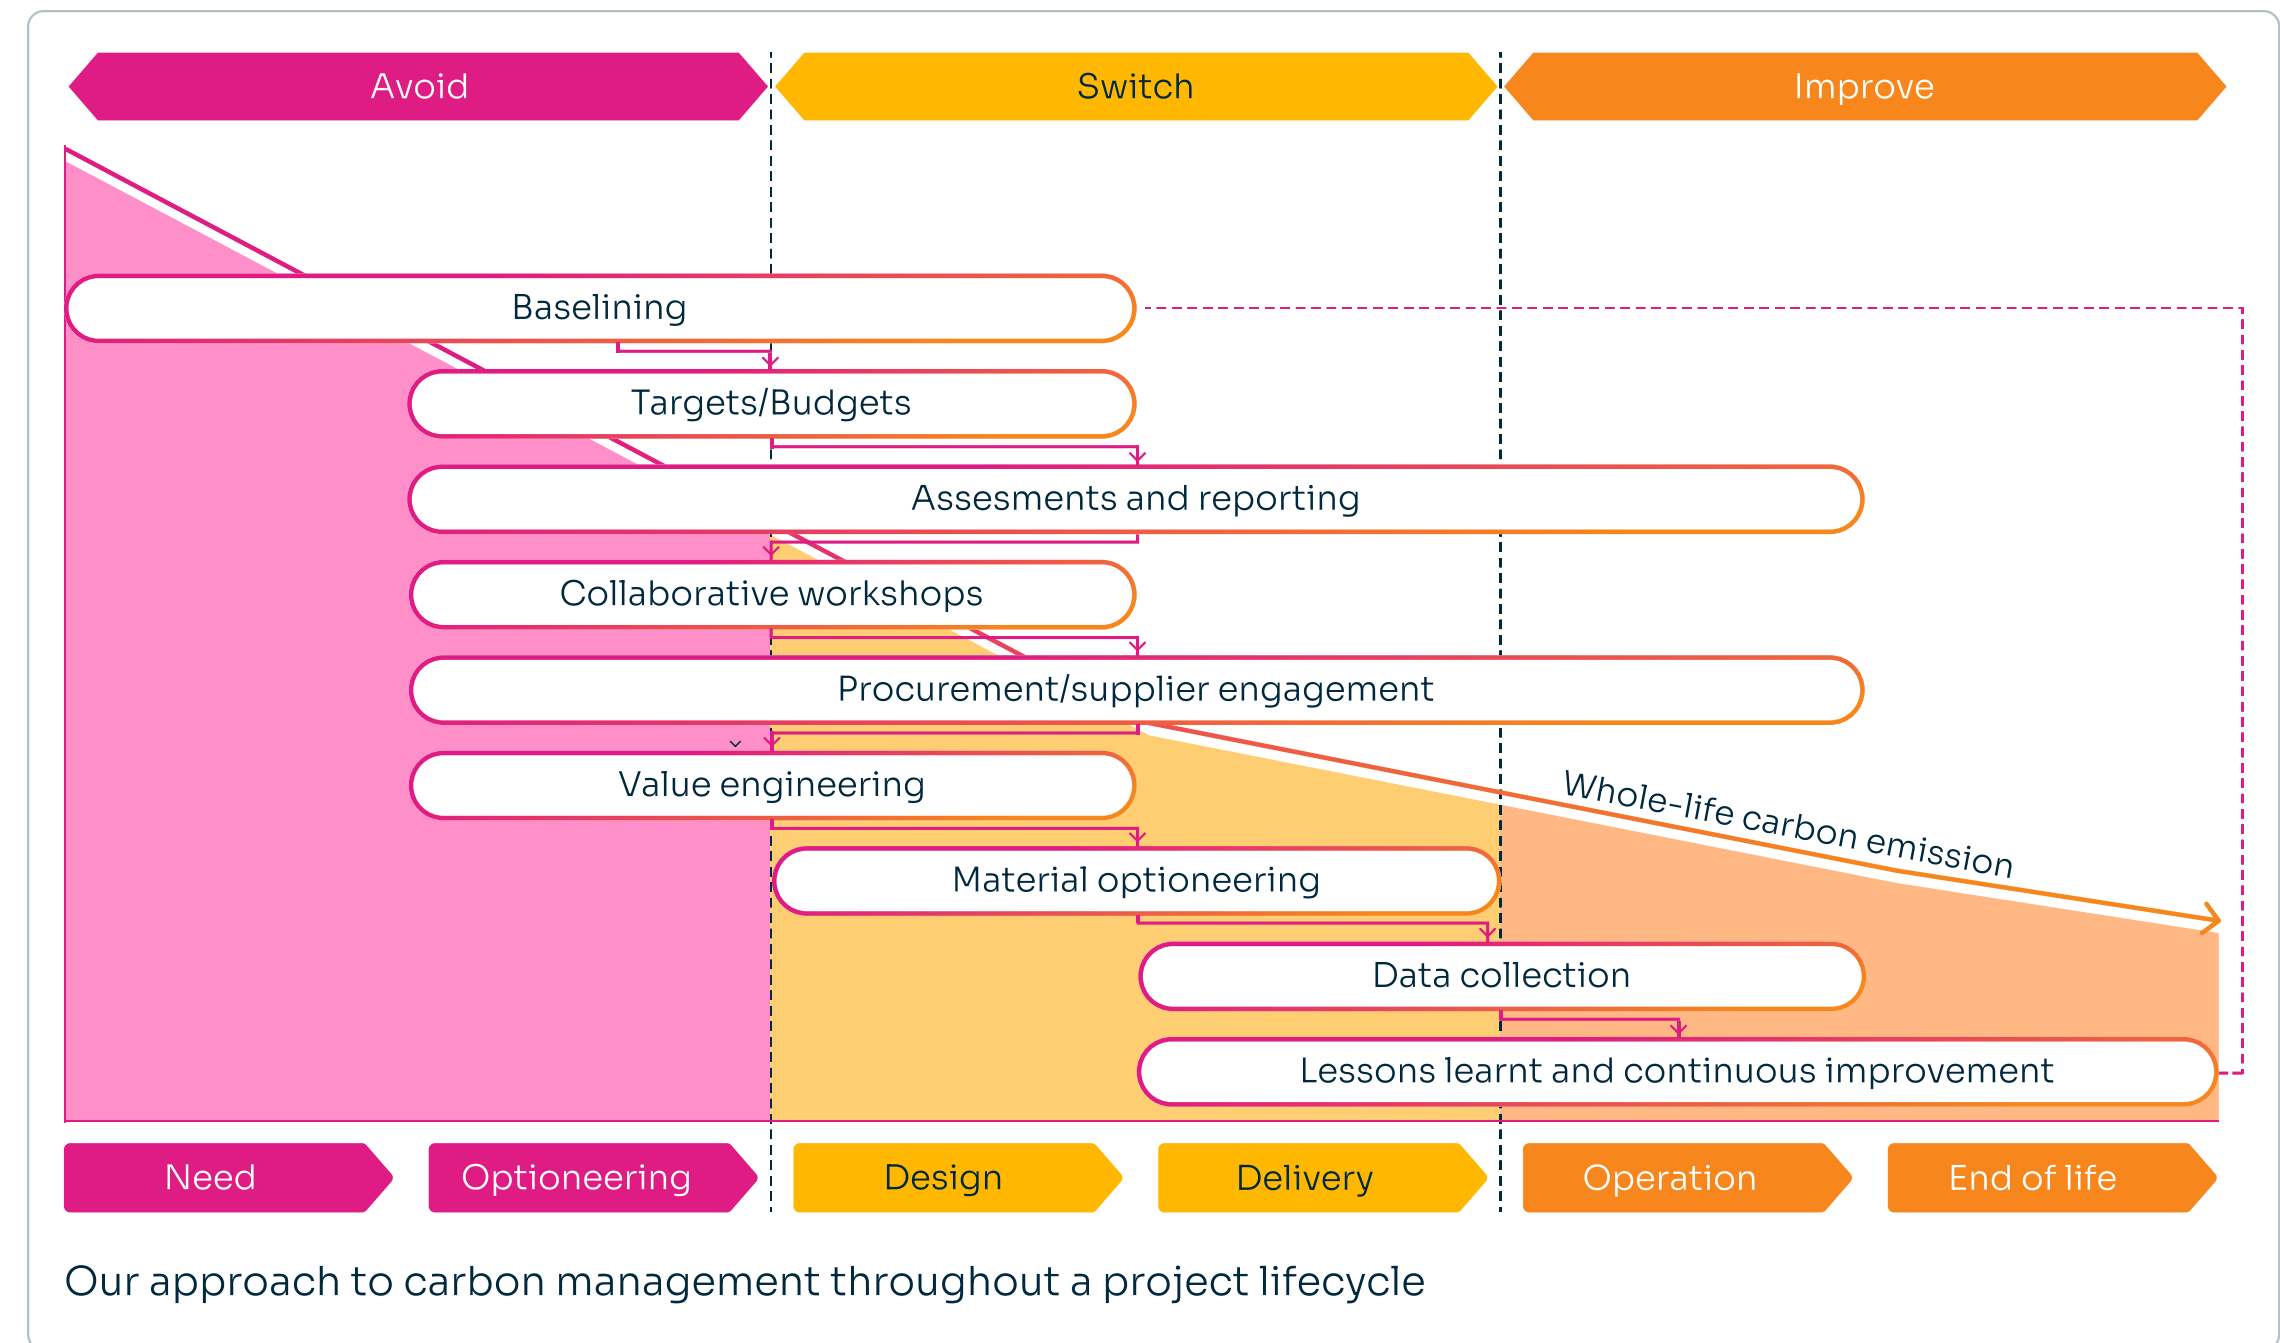 Avoid
Switch
Improve
Baselining
Targets/Budgets
Assesments and reporting
Collaborative workshops
Procurement/supplier engagement
Value engineering
Whole-life carbon emission
Material optioneering
Data collection
Lessons learnt and continuous improvement
Need
Optioneering
Design
Delivery
Operation
End of life
Our approach to carbon management throughout a project lifecycle